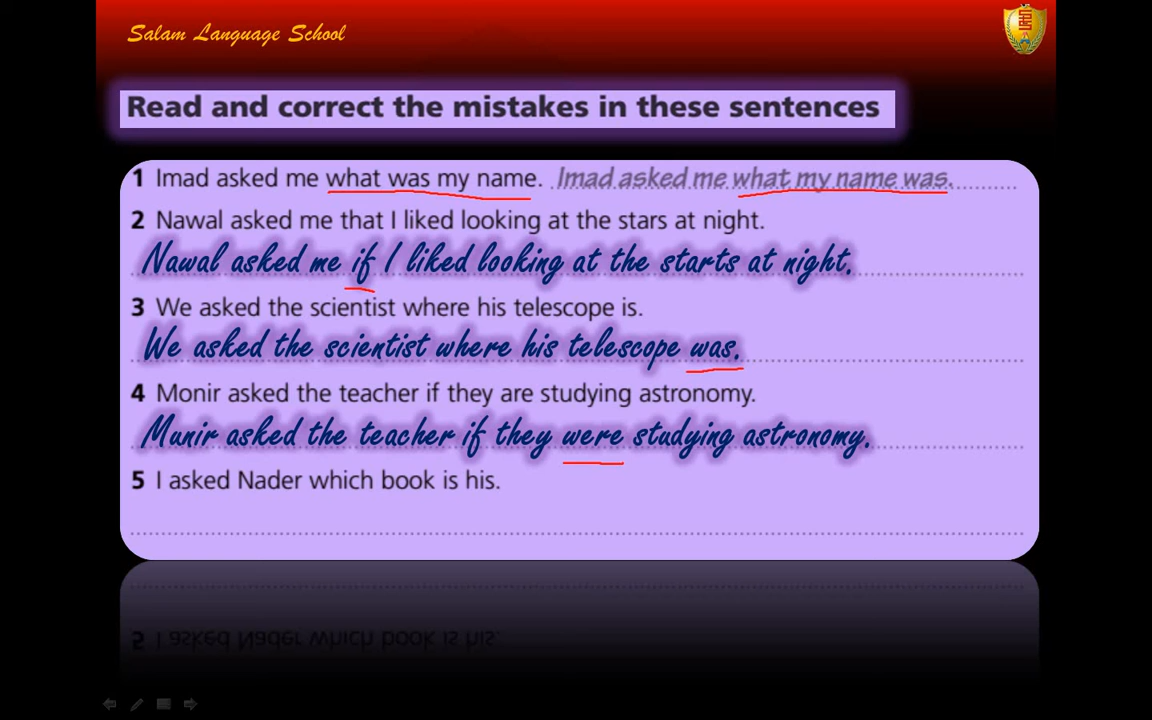 Salam Language School
Read and correct the mistakes in these sentences
1 Imad asked me what was my name. Imad asked me what my name was.
2 Nawal asked me that I liked looking at the stars at night.
Nawal asked me if I liked looking at the starts at night.
3 We asked the scientist where his telescope is.
We asked the scientist where his telescope was.
4 Monir asked the teacher if they are studying astronomy.
Munir asked the teacher if they were studying astronomy.
5 I asked Nader which book is his.
5 I asked Nader which book is his.